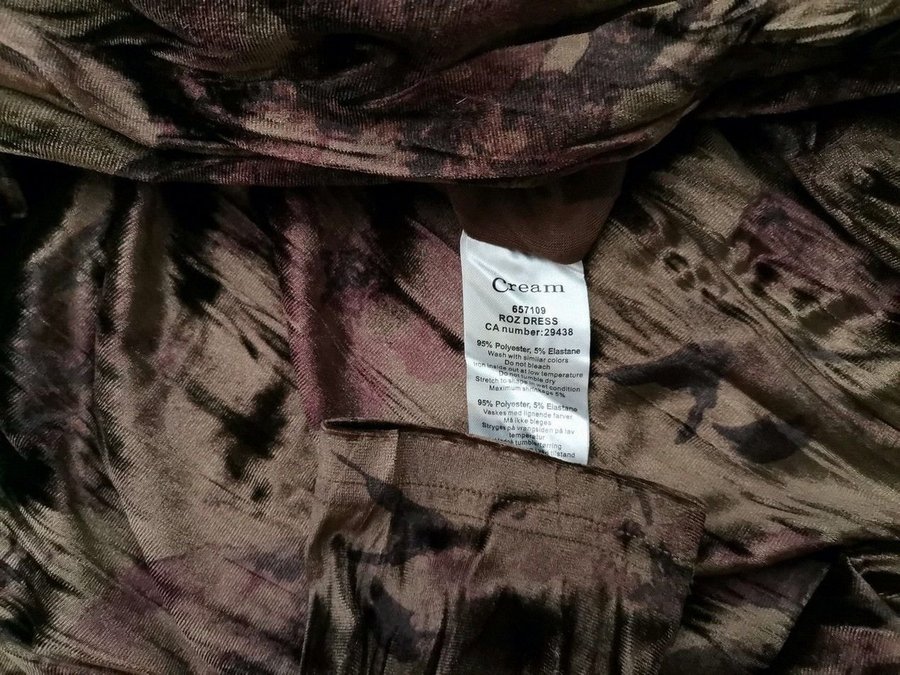 Cream
657109
ROZ DRESS
CA number:29438
95% Polyester, 5% Elastane
Wash with similar colors
Do not bleach
Iron inside out at low temperature
Do not tumble dry
Stretch to shape in wet condition
Maximum shrinkage 5%
95% Polyester, 5% Elastane
Vaskes med lignende farver
Må ikke bleges
Stryges på vrangsiden på lav
temperatur
tilstand